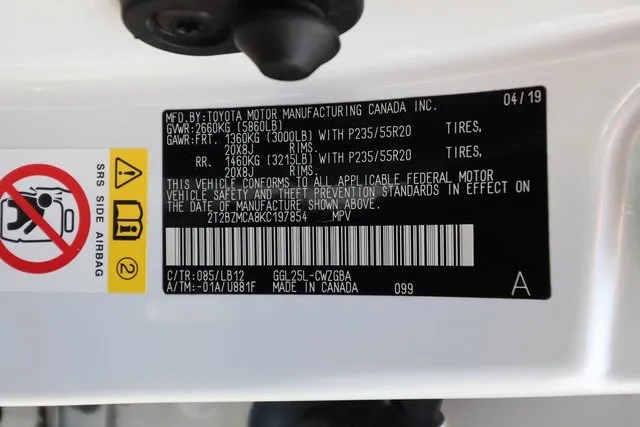 MFD.BY:TOYOTA MOTOR MANUFACTURING CANADA INC. 04/19
GVWR:2660KG (5860LB)
GAWR:FRT. 1360KG (3000LB) WITH P235/55R20 TIRES,
20X8J RIMS.
RR. 1460KG (3215LB) WITH P235/55R20 TIRES,
20X8J RIMS.
THIS VEHICLE CONFORMS TO ALL APPLICABLE FEDERAL MOTOR
VEHICLE SAFETY AND THEFT PREVENTION STANDARDS IN EFFECT ON
THE DATE OF MANUFACTURE SHOWN ABOVE.
2T2BZMCA8KC197854 MPV
C/TR:085/LB12 GGL25L-CWZGBA
A/TM:-01A/U881F MADE IN CANADA 099 A
SRS SIDE AIRBAG
2